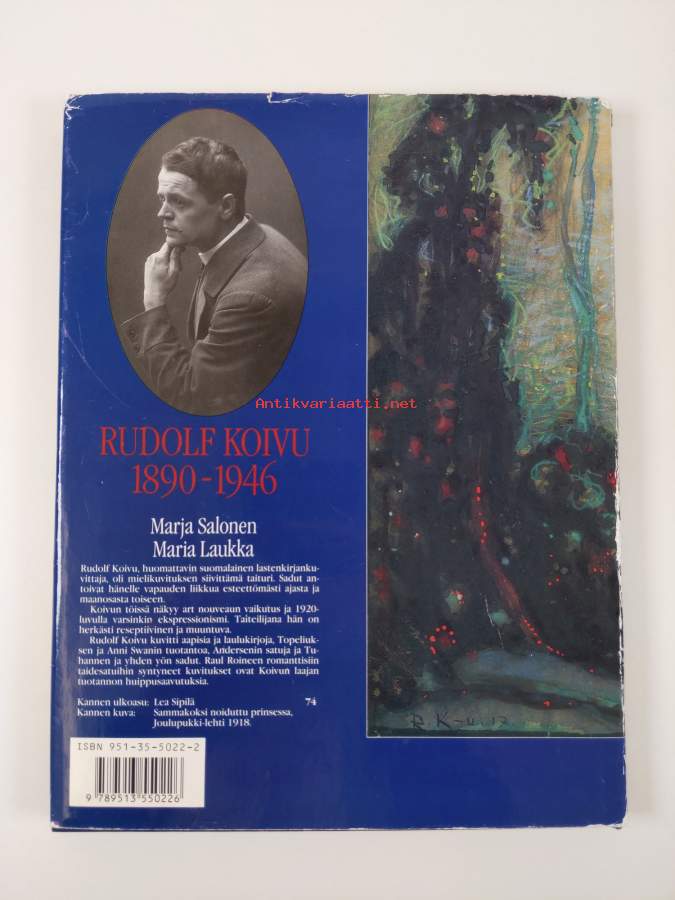 Antikvariaatti.net
RUDOLF KOIVU
1890-1946
Marja Salonen
Maria Laukka
Rudolf Koivu, huomattavin suomalainen lastenkirjanku-
vittaja, oli mielikuvituksen siivittämä taituri. Sadut an-
toivat hänelle vapauden liikkua esteettömästi ajasta ja
maanosasta toiseen.
Koivun töissä näkyy art nouveaun vaikutus ja 1920-
luvulla varsinkin ekspressionismi. Taiteilijana hän on
herkästi reseptiivinen ja muuntuva.
Rudolf Koivu kuvitti aapisia ja laulukirjoja, Topeliuk-
sen ja Anni Swanin tuotantoa, Andersenin satuja ja Tu-
hannen ja yhden yön sadut. Raul Roineen romanttisiin
taidesatuihin syntyneet kuvitukset ovat Koivun laajan
tuotannon huippusaavutuksia.
Kannen ulkoasu: Lea Sipilä 74
Kannen kuva: Sammakoksi noiduttu prinsessa,
Joulupukki-lehti 1918.
ISBN 951-35-5022-2
9 789513 550226